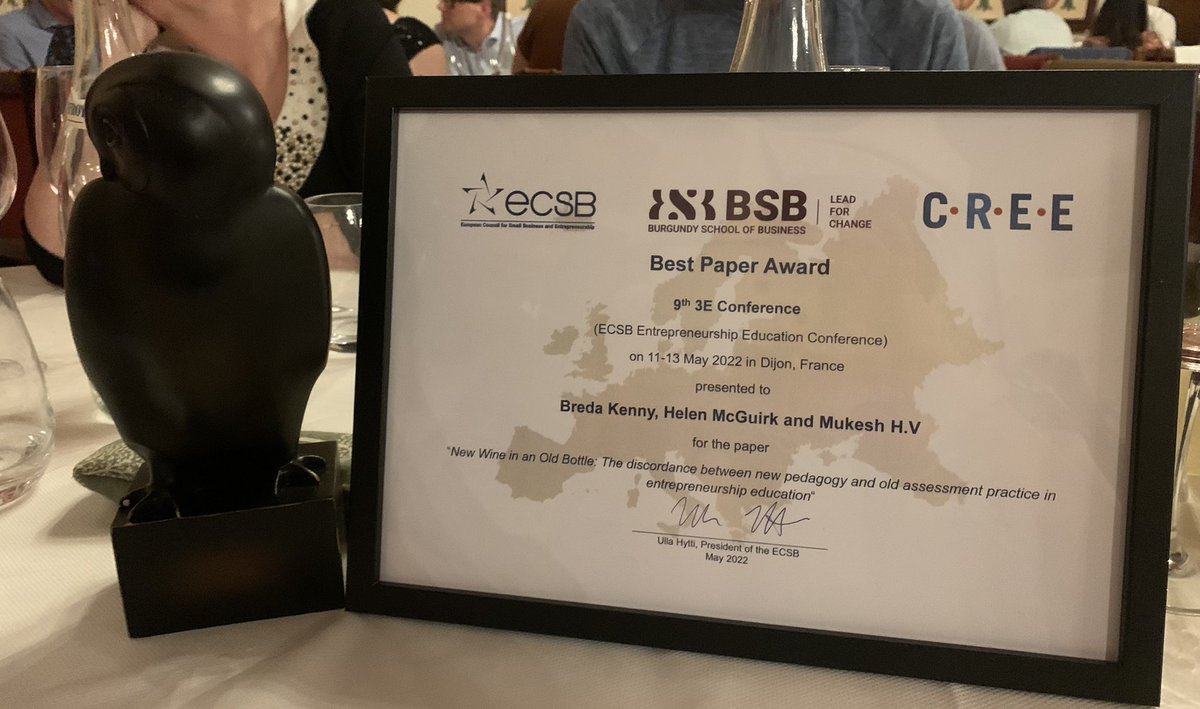 ecsb
European Council for Small Business and Entrepreneurship
BSB
BURGUNDY SCHOOL OF BUSINESS
LEAD
FOR
CHANGE
C·R·E·E
Best Paper Award
9th 3E Conference
(ECSB Entrepreneurship Education Conference)
on 11-13 May 2022 in Dijon, France
presented to
Breda Kenny, Helen McGuirk and Mukesh H.V
for the paper
“New Wine in an Old Bottle: The discordance between new pedagogy and old assessment practice in
entrepreneurship education“
Ulla Hytti, President of the ECSB
May 2022